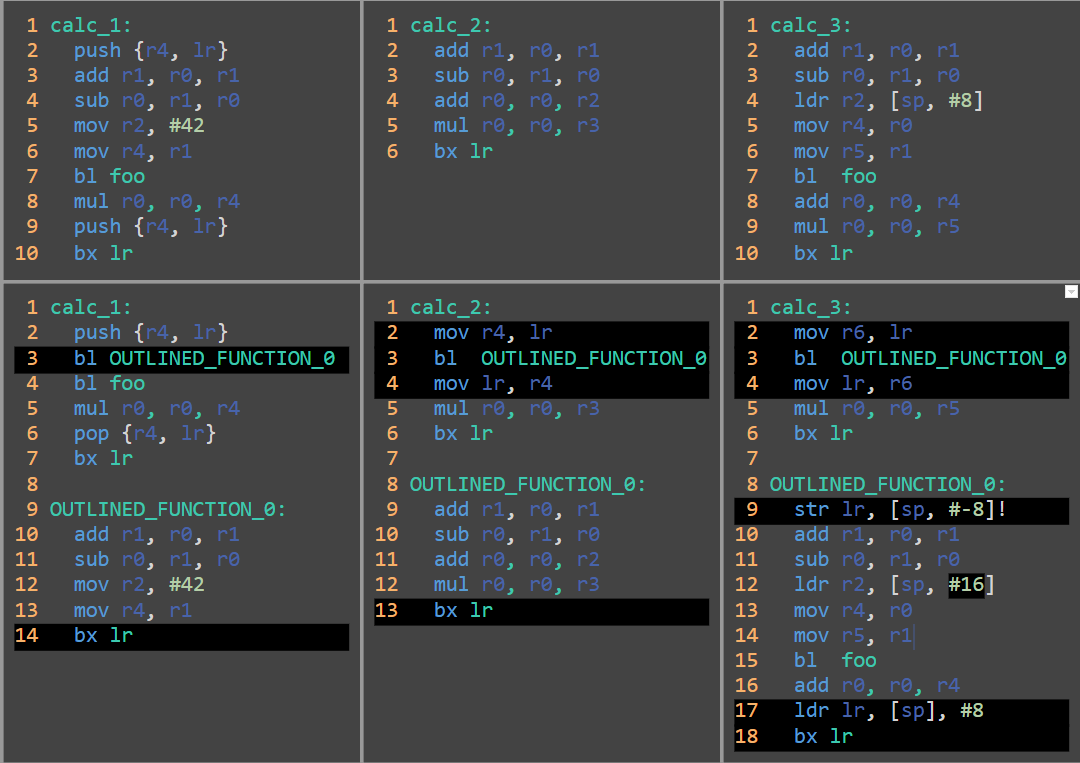 1 calc_1:
2 push {r4, lr}
3 add r1, r0, r1
4 sub r0, r1, r0
5 mov r2, #42
6 mov r4, r1
7 bl foo
8 mul r0, r0, r4
9 push {r4, lr}
10 bx lr
1 calc_2:
2 add r1, r0, r1
3 sub r0, r1, r0
4 add r0, r0, r2
5 mul r0, r0, r3
6 bx lr
1 calc_3:
2 add r1, r0, r1
3 sub r0, r1, r0
4 ldr r2, [sp, #8]
5 mov r4, r0
6 mov r5, r1
7 bl foo
8 add r0, r0, r4
9 mul r0, r0, r5
10 bx lr
1 calc_1:
2 push {r4, lr}
3 bl OUTLINED_FUNCTION_0
4 bl foo
5 mul r0, r0, r4
6 pop {r4, lr}
7 bx lr
8
9 OUTLINED_FUNCTION_0:
10 add r1, r0, r1
11 sub r0, r1, r0
12 mov r2, #42
13 mov r4, r1
14 bx lr
1 calc_2:
2 mov r4, lr
3 bl OUTLINED_FUNCTION_0
4 mov lr, r4
5 mul r0, r0, r3
6 bx lr
7
8 OUTLINED_FUNCTION_0:
9 add r1, r0, r1
10 sub r0, r1, r0
11 add r0, r0, r2
12 mul r0, r0, r3
13 bx lr
1 calc_3:
2 mov r6, lr
3 bl OUTLINED_FUNCTION_0
4 mov lr, r6
5 mul r0, r0, r5
6 bx lr
7
8 OUTLINED_FUNCTION_0:
9 str lr, [sp, #-8]!
10 add r1, r0, r1
11 sub r0, r1, r0
12 ldr r2, [sp, #16]
13 mov r4, r0
14 mov r5, r1
15 bl foo
16 add r0, r0, r4
17 ldr lr, [sp], #8
18 bx lr